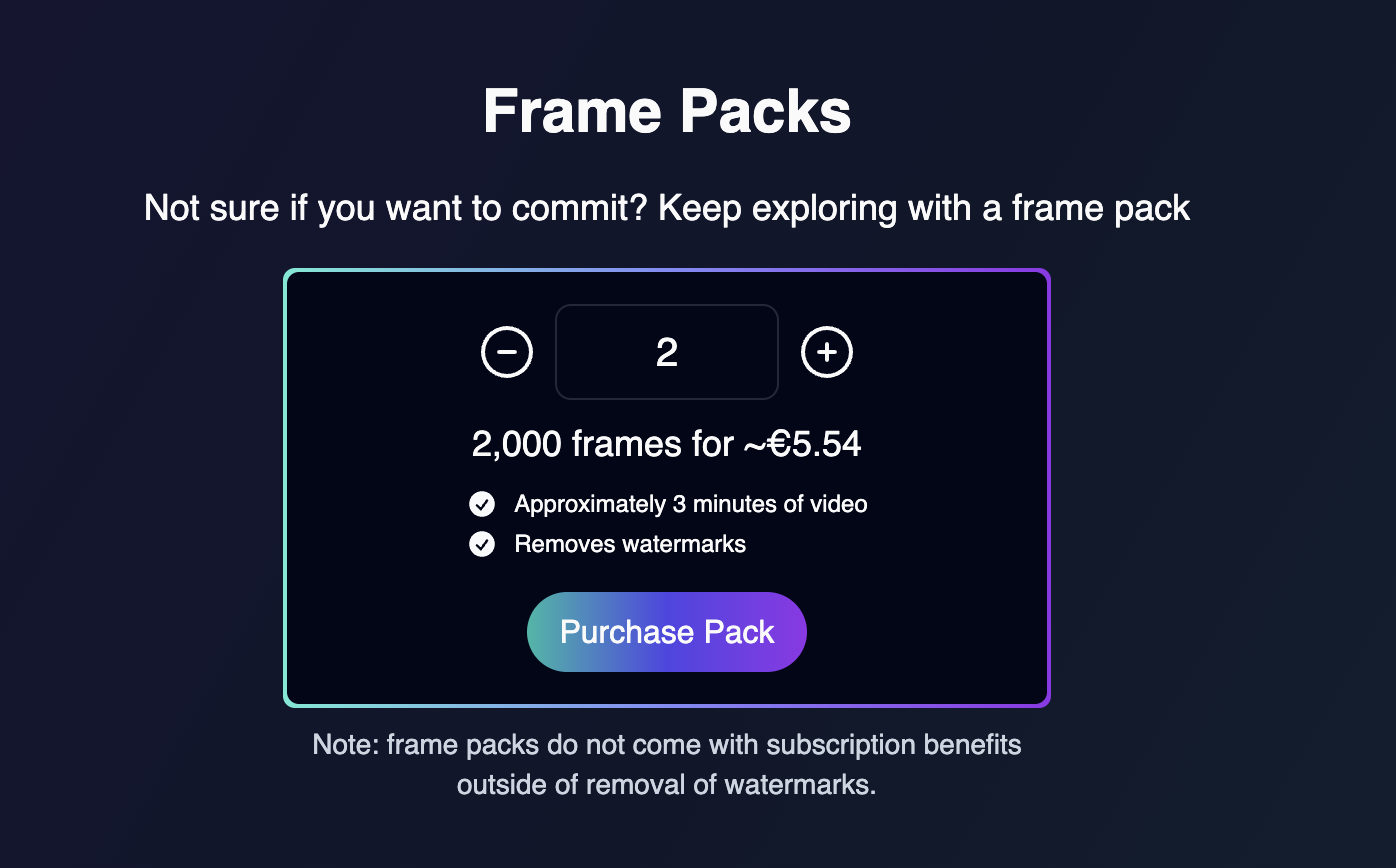 Frame Packs
Not sure if you want to commit? Keep exploring with a frame pack
2
2,000 frames for ~€5.54
Approximately 3 minutes of video
Removes watermarks
Purchase Pack
Note: frame packs do not come with subscription benefits
outside of removal of watermarks.